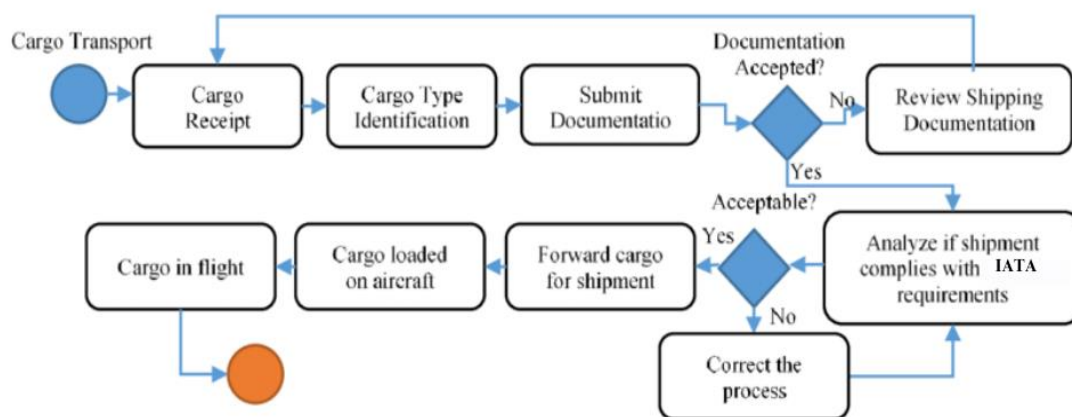 Cargo Transport
Cargo
Receipt
Cargo Type
Identification
Submit
Documentatio
Documentation
Accepted?
No
Review Shipping
Documentation
Yes
Analyze if shipment
complies with IATA
requirements
Acceptable?
Yes
No
Forward cargo
for shipment
Cargo loaded
on aircraft
Cargo in flight
Correct the
process